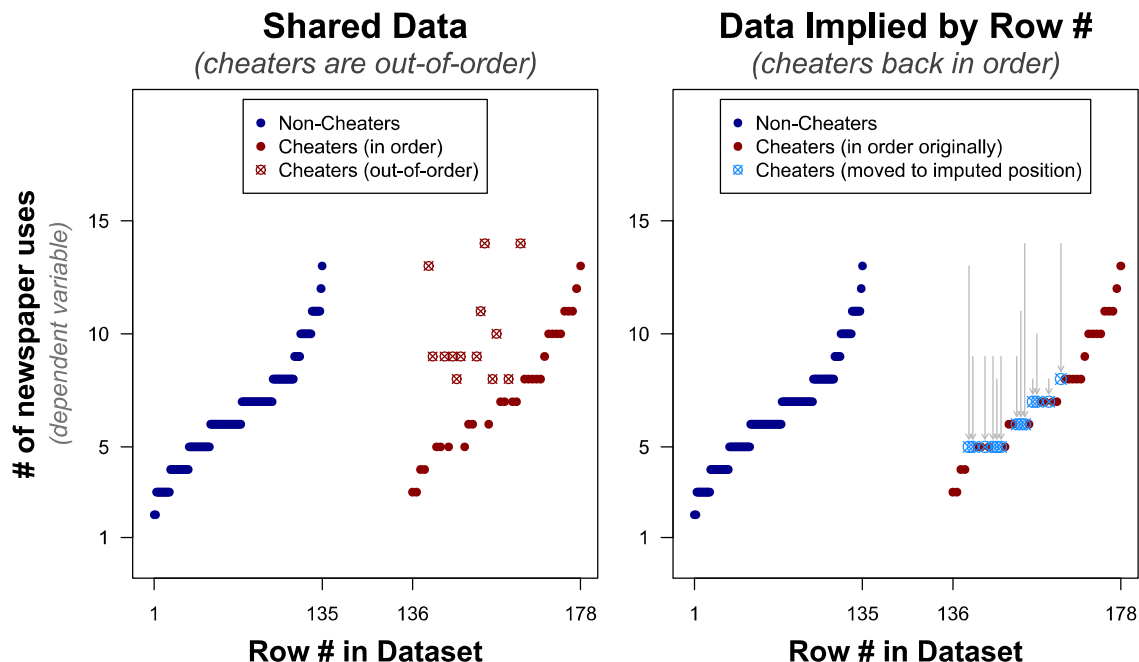 Shared Data
(cheaters are out-of-order)
Non-Cheaters
Cheaters (in order)
Cheaters (out-of-order)
# of newspaper uses
(dependent variable)
15
10
5
1
1
135
136
178
Row # in Dataset
Data Implied by Row #
(cheaters back in order)
Non-Cheaters
Cheaters (in order originally)
Cheaters (moved to imputed position)
15
10
5
1
1
135
136
178
Row # in Dataset